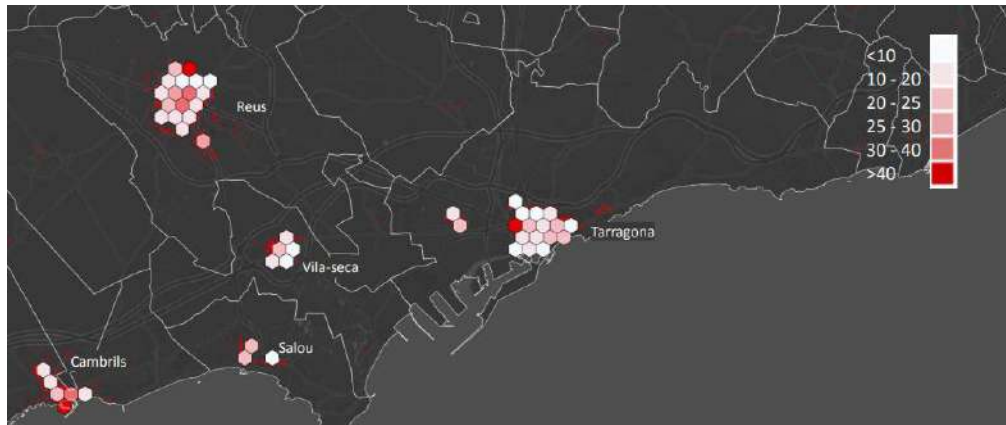 <10
10 - 20
20 - 25
25 - 30
30 - 40
>40
Reus
Tarragona
Vila-seca
Salou
Cambrils